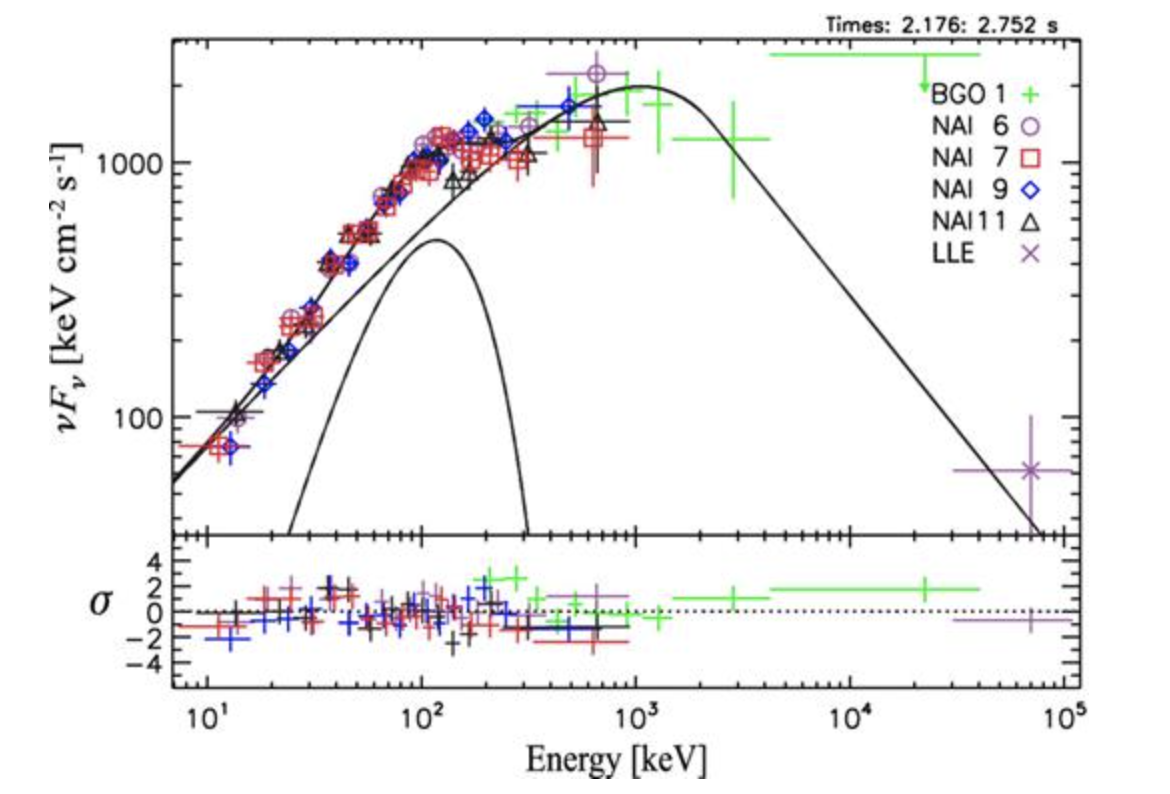 Times: 2.176: 2.752 s
νFν [keV cm-2 s-1]
1000
100
BGO 1
NAI 6
NAI 7
NAI 9
NAI 11
LLE
σ
4
2
0
−2
−4
10¹ 10² 10³ 10⁴ 10⁵
Energy [keV]